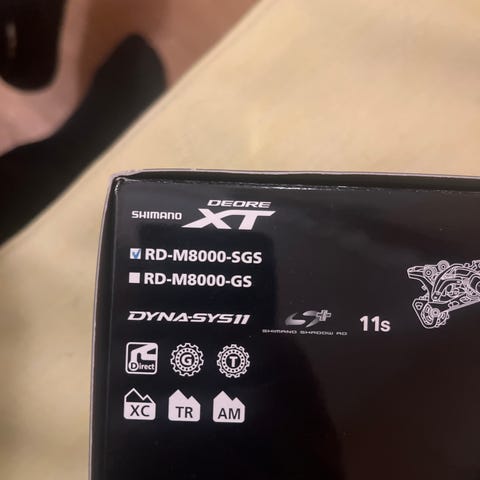 SHIMANO DEORE XT
RD-M8000-SGS
RD-M8000-GS
DYNA-SYS11
SHIMANO SHADOW RD
11s
Direct
G
T
XC
TR
AM